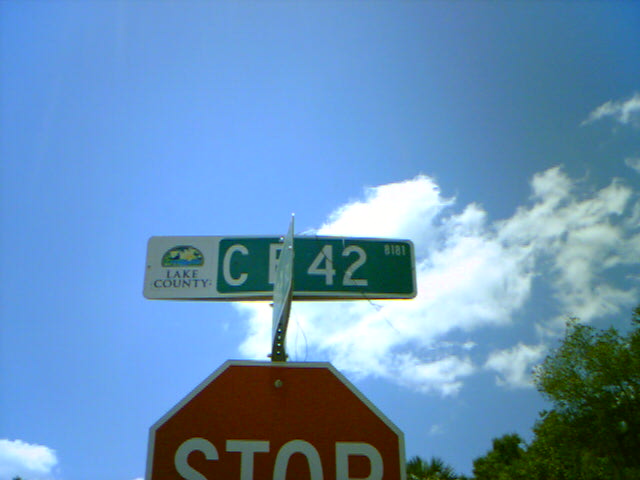 LAKE
COUNTY
C R 42 8181
STOP